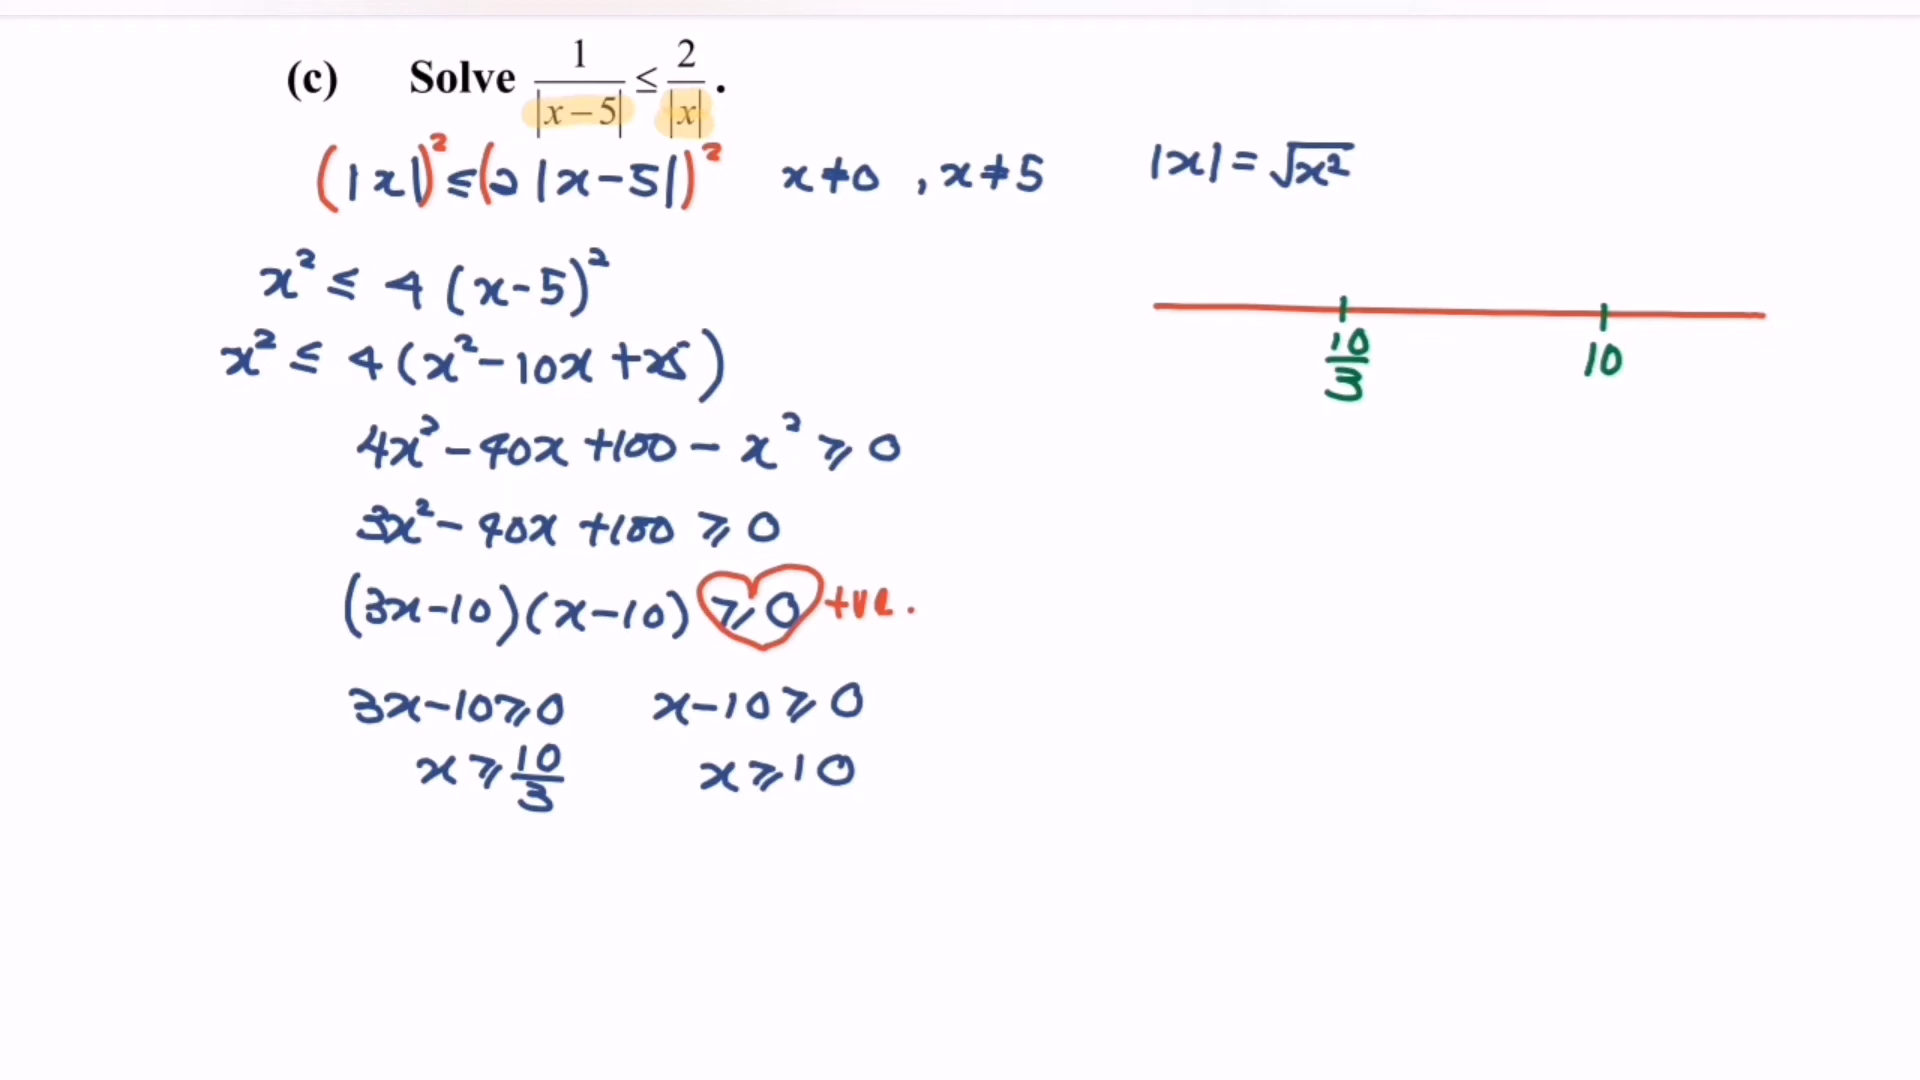 (c) Solve 1/|x−5| ≤ 2/|x| .
(|x|)² ≤ (2|x−5|)² x≠0 , x≠5 |x| = √x²
x² ≤ 4(x−5)²
x² ≤ 4(x²−10x+25)
10/3 10
4x²−40x+100−x² ≥ 0
3x²−40x+100 ≥ 0
(3x−10)(x−10) ≥ 0 +ve.
3x−10≥0 x−10≥0
x ≥ 10/3 x≥10